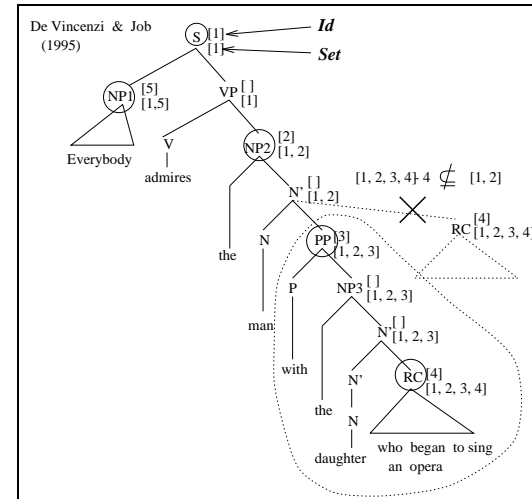 De Vincenzi & Job
(1995)
S [1] Id
[1] Set
NP1 [5]
[1,5]
VP [ ]
[1]
Everybody
V
admires
NP2 [2]
[1, 2]
[1, 2, 3, 4]- 4 ⊈ [1, 2]
the
N' [ ]
[1, 2]
RC [4]
[1, 2, 3, 4]
N
man
PP [3]
[1, 2, 3]
P
with
NP3 [ ]
[1, 2, 3]
the
N' [ ]
[1, 2, 3]
N'
N
daughter
RC [4]
[1, 2, 3, 4]
who began to sing
an opera